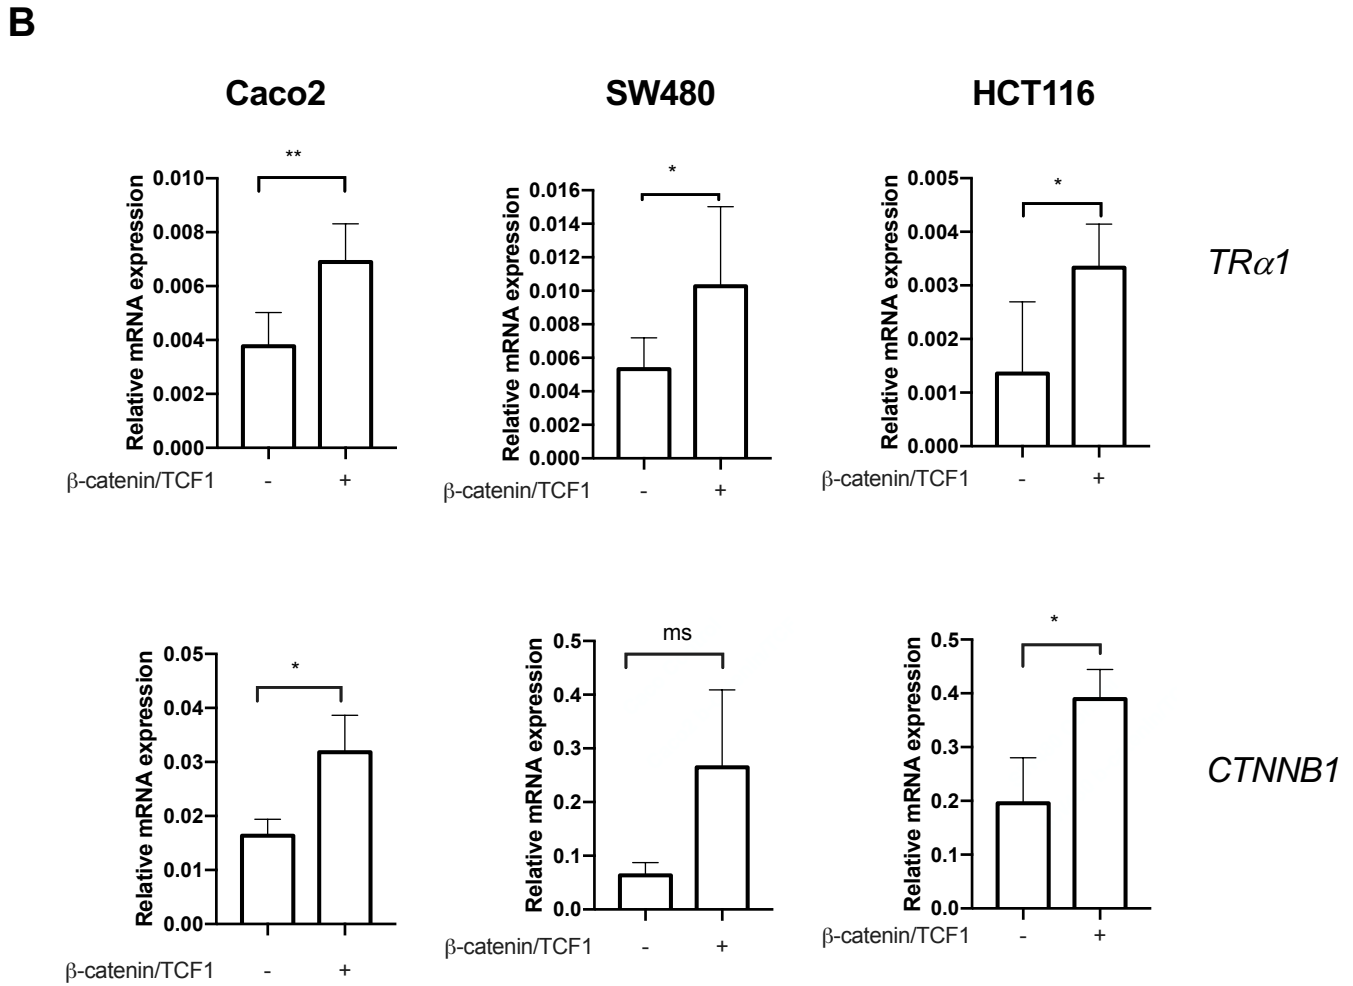 B
Caco2
SW480
HCT116
**
Relative mRNA expression
0.010
0.008
0.006
0.004
0.002
0.000
β-catenin/TCF1 - +
*
Relative mRNA expression
0.016
0.014
0.012
0.010
0.008
0.006
0.004
0.002
0.000
β-catenin/TCF1 - +
*
Relative mRNA expression
0.005
0.004
0.003
0.002
0.001
0.000
β-catenin/TCF1 - +
TRα1
*
Relative mRNA expression
0.05
0.04
0.03
0.02
0.01
0.00
β-catenin/TCF1 - +
ms
Relative mRNA expression
0.5
0.4
0.3
0.2
0.1
0.0
β-catenin/TCF1 - +
*
Relative mRNA expression
0.5
0.4
0.3
0.2
0.1
0.0
β-catenin/TCF1 - +
CTNNB1